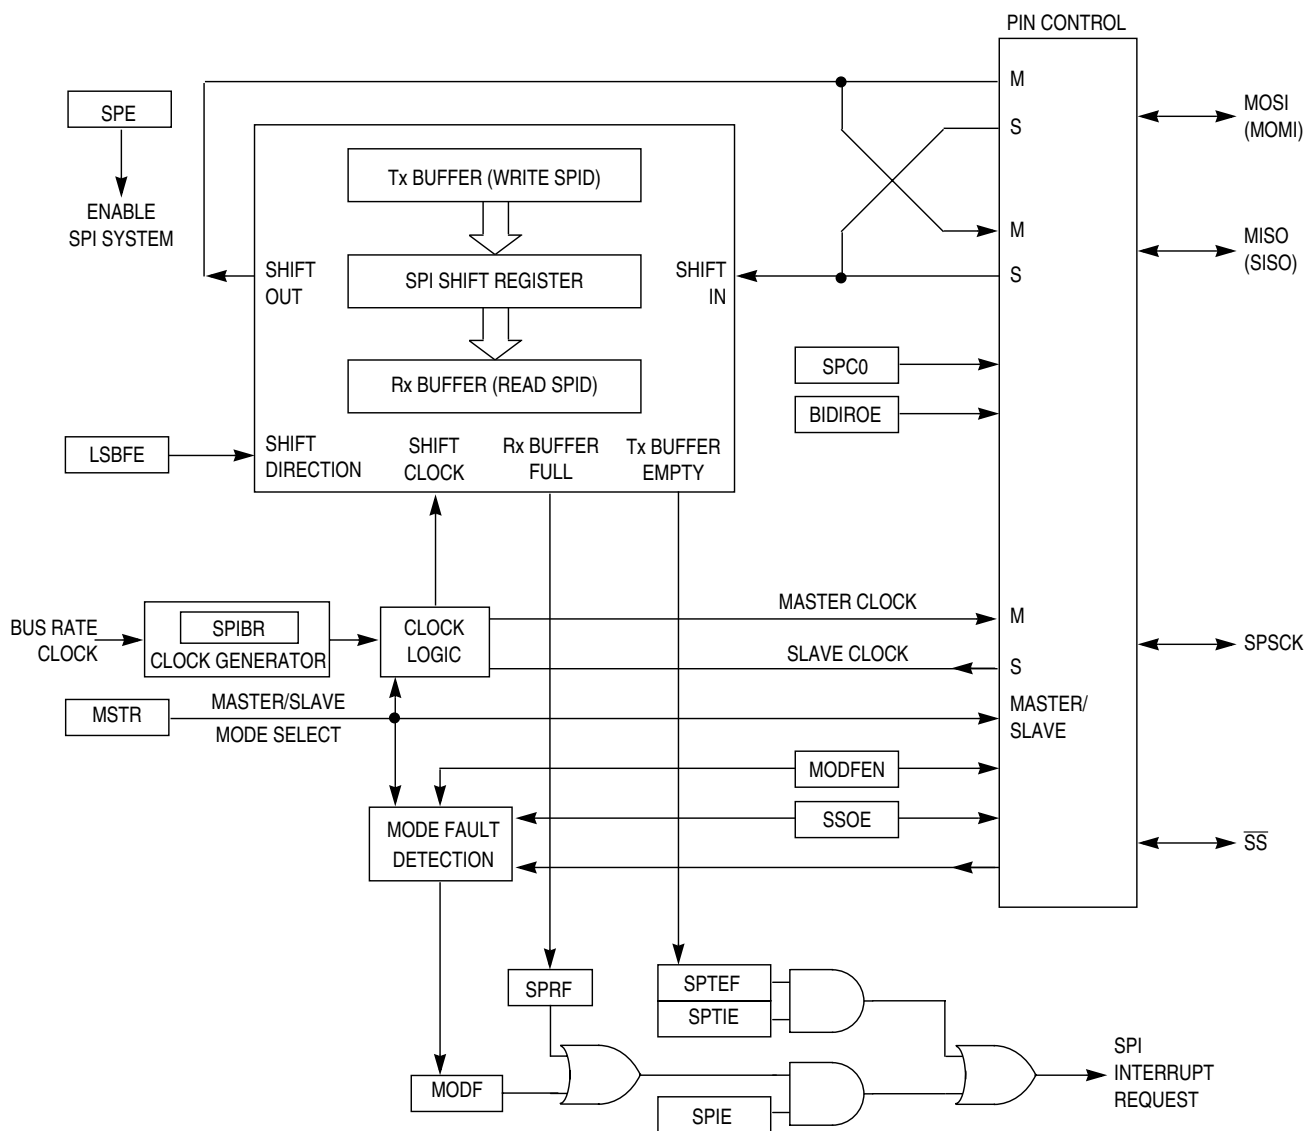 PIN CONTROL
M
MOSI
(MOMI)
SPE
S
Tx BUFFER (WRITE SPID)
ENABLE
SPI SYSTEM
M
MISO
(SISO)
SHIFT
OUT
SPI SHIFT REGISTER
SHIFT
IN
S
SPC0
Rx BUFFER (READ SPID)
BIDIROE
LSBFE
SHIFT
DIRECTION
SHIFT
CLOCK
Rx BUFFER
FULL
Tx BUFFER
EMPTY
MASTER CLOCK
M
BUS RATE
CLOCK
SPIBR
CLOCK GENERATOR
CLOCK
LOGIC
SPSCK
SLAVE CLOCK
S
MSTR
MASTER/SLAVE
MODE SELECT
MASTER/
SLAVE
MODFEN
SSOE
MODE FAULT
DETECTION
SS
SPRF
SPTEF
SPTIE
SPI
INTERRUPT
REQUEST
MODF
SPIE